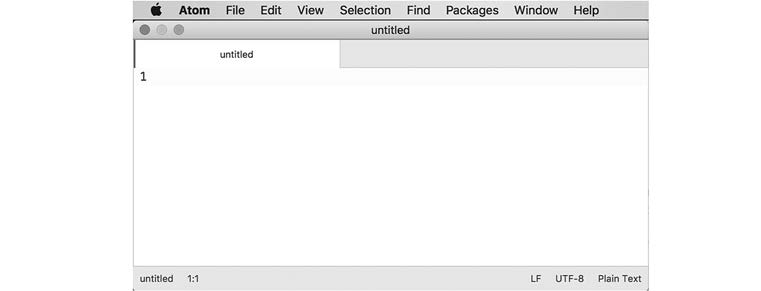 Atom File Edit View Selection Find Packages Window Help
untitled
untitled
1
untitled 1:1 LF UTF-8 Plain Text